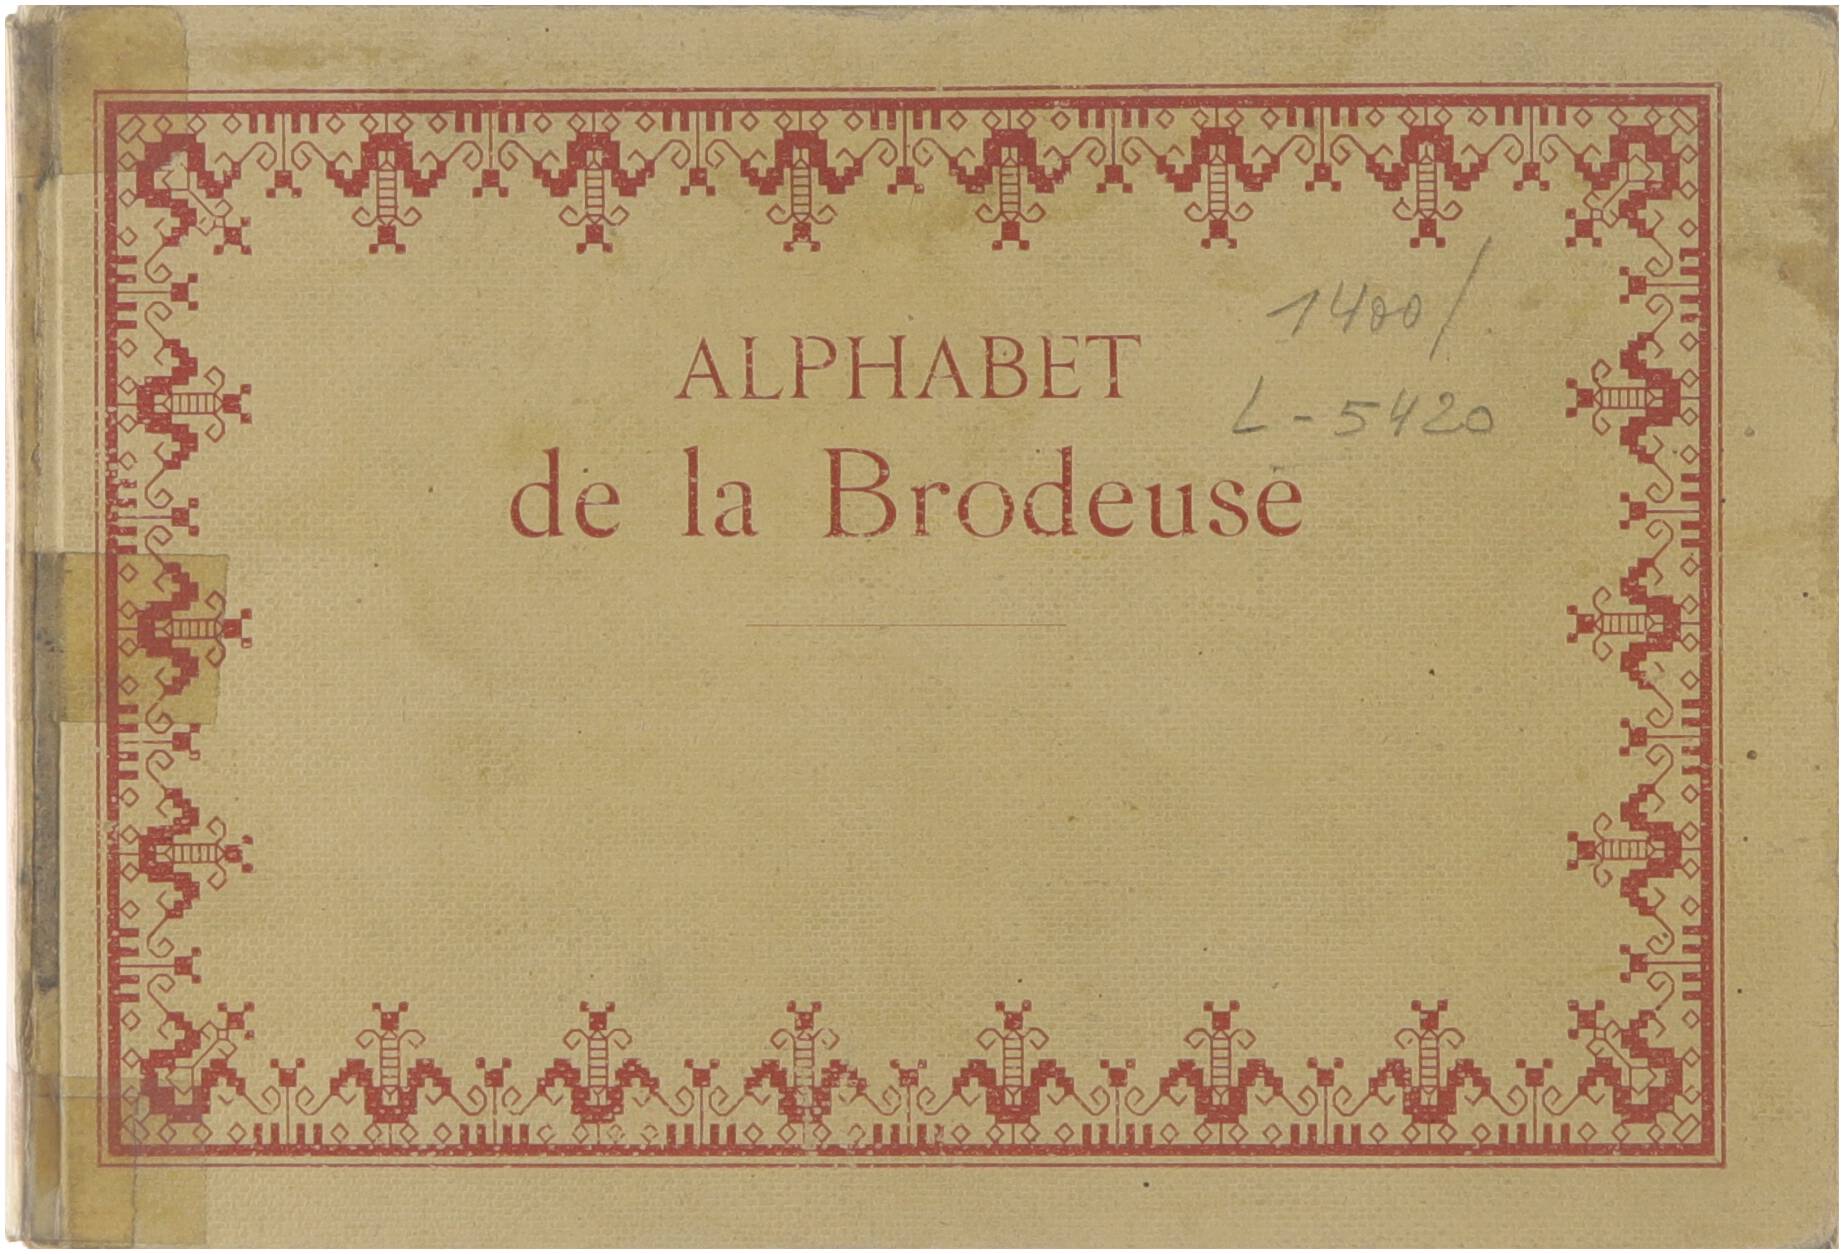 1400/
ALPHABET
L-5420
de la Brodeuse